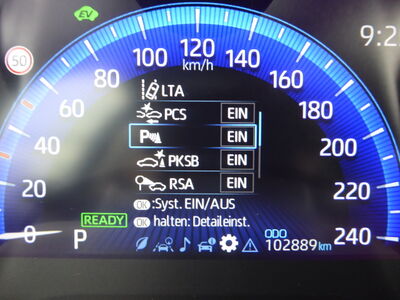 EV
50
9:2
0 20 40 60 80 100 120 140 160 180 200 220 240
km/h
LTA
PCS EIN
P EIN
PKSB EIN
RSA EIN
OK :Syst. EIN/AUS
OK halten: Detaileinst.
READY
P
ODO
102889 km